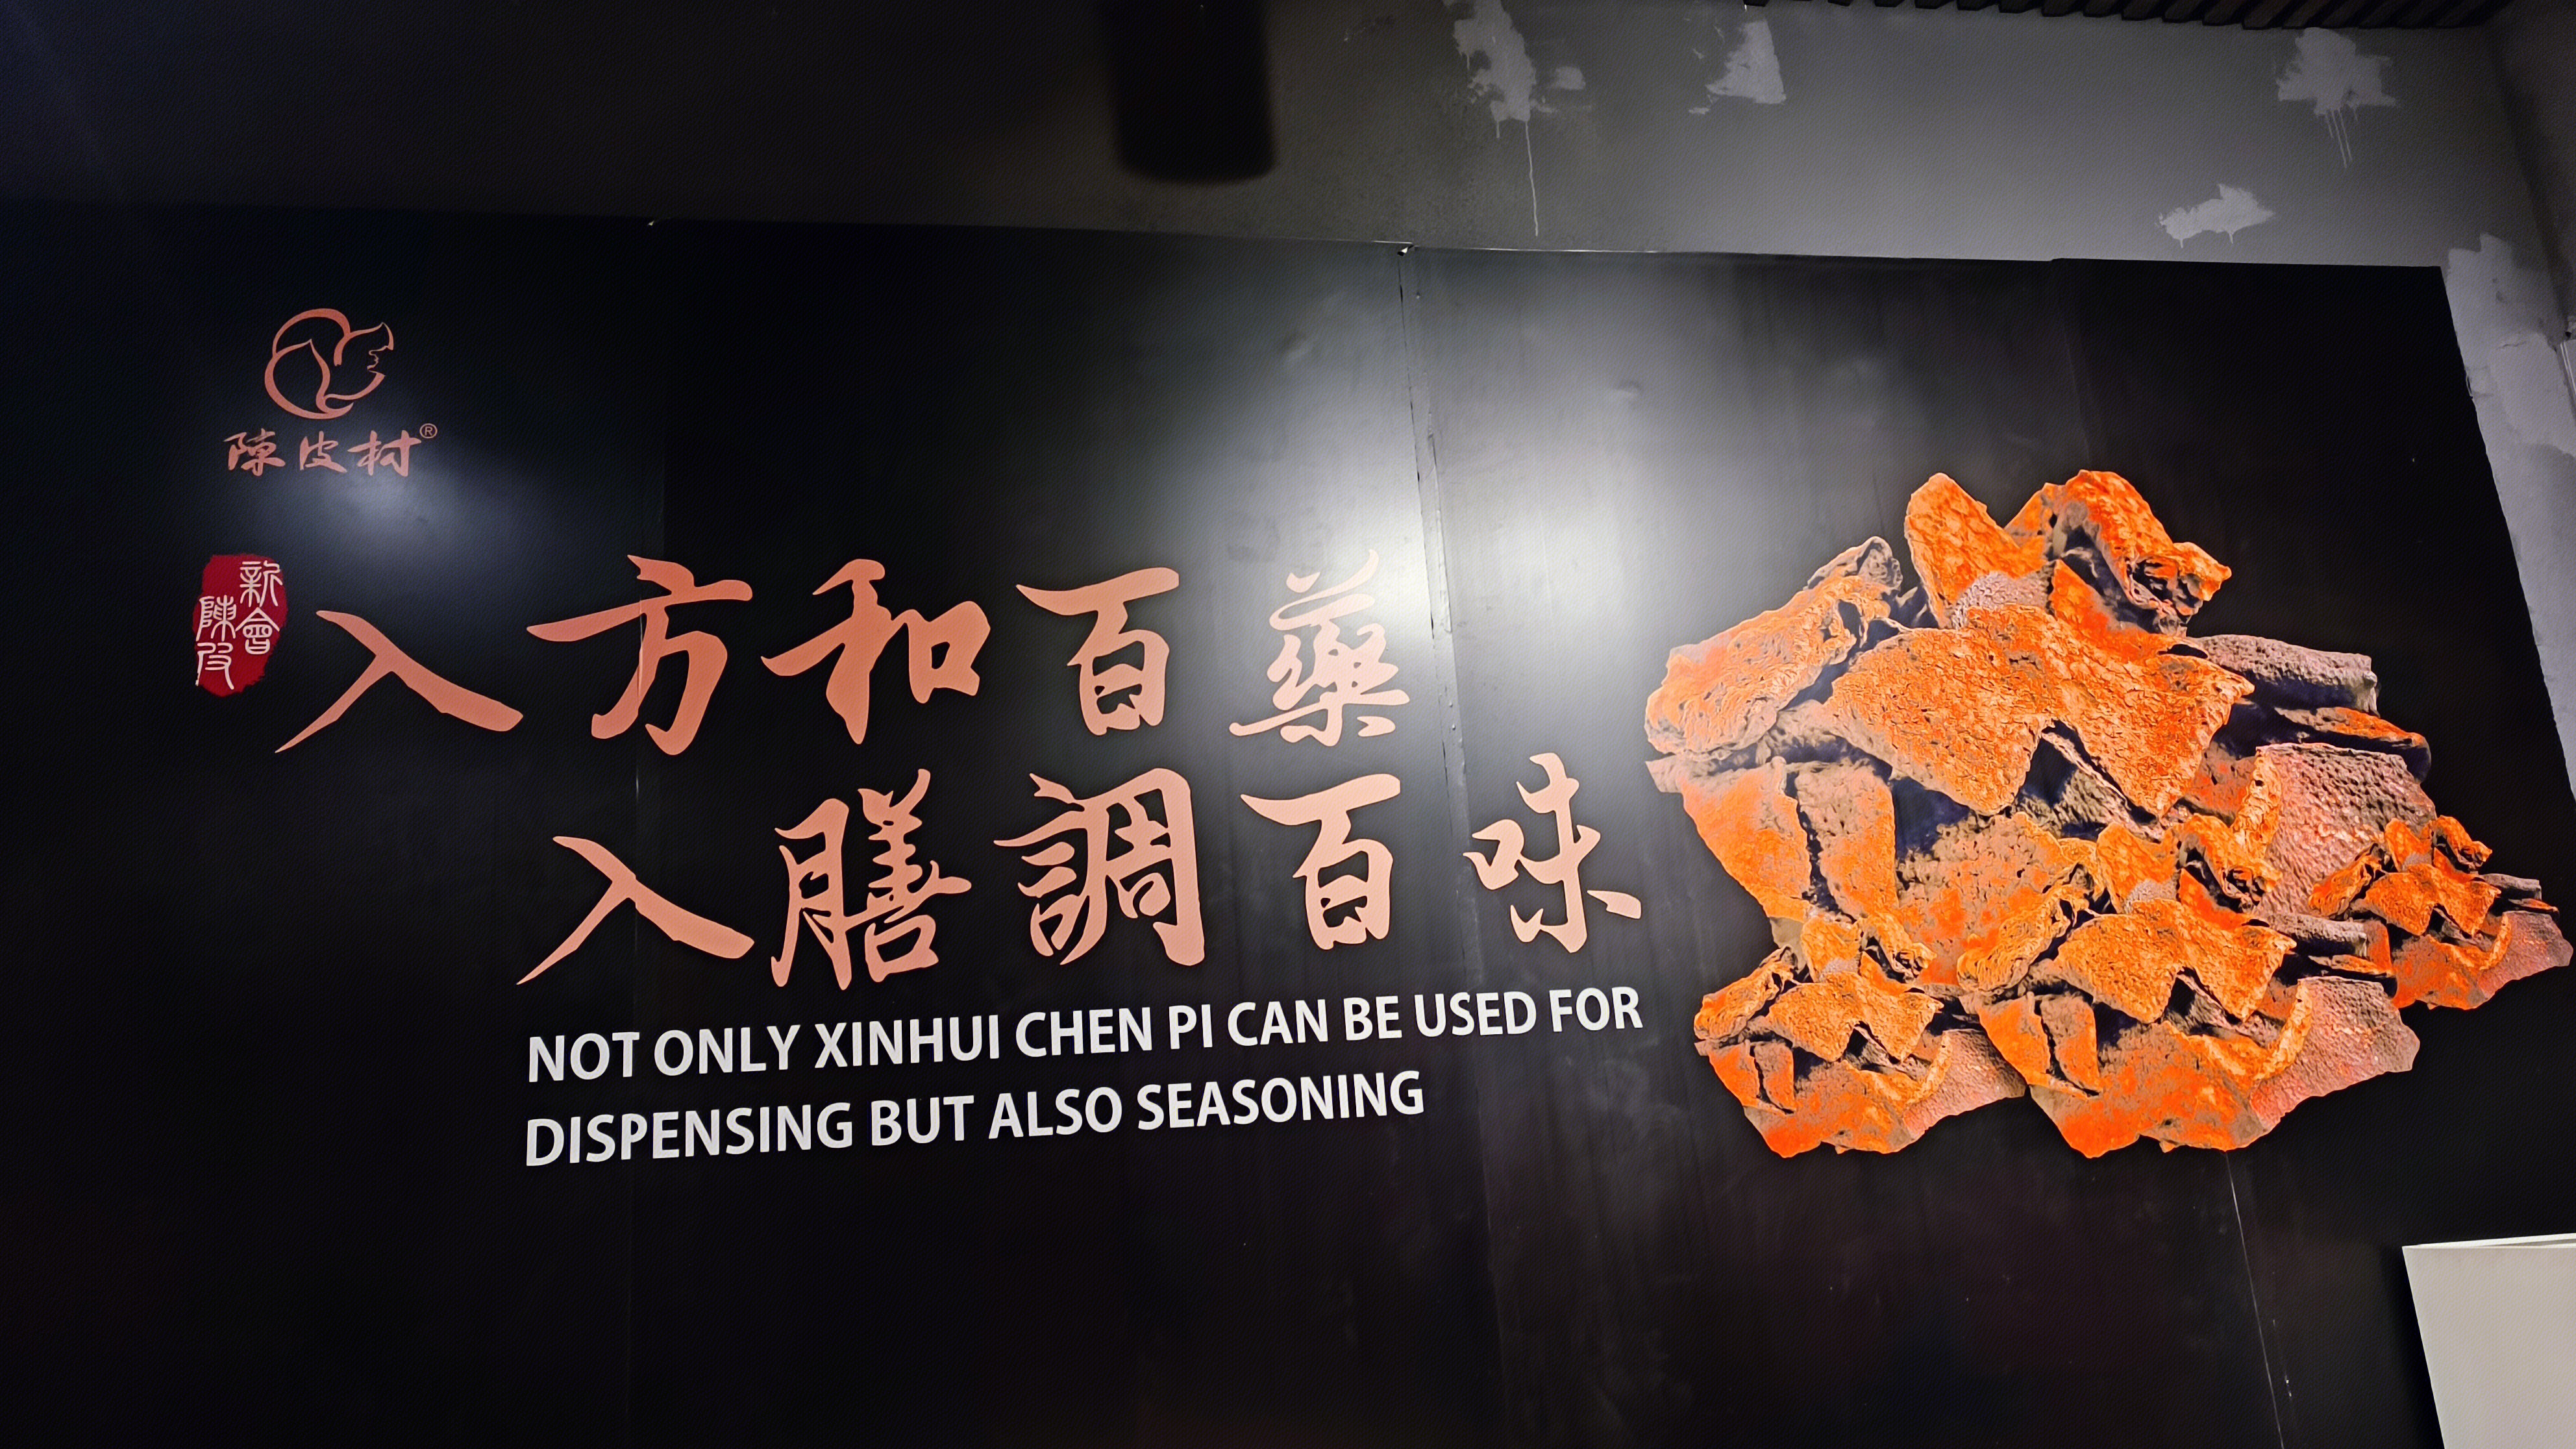 陳皮村®
新會
陳皮
入方和百藥
入膳調百味
NOT ONLY XINHUI CHEN PI CAN BE USED FOR
DISPENSING BUT ALSO SEASONING